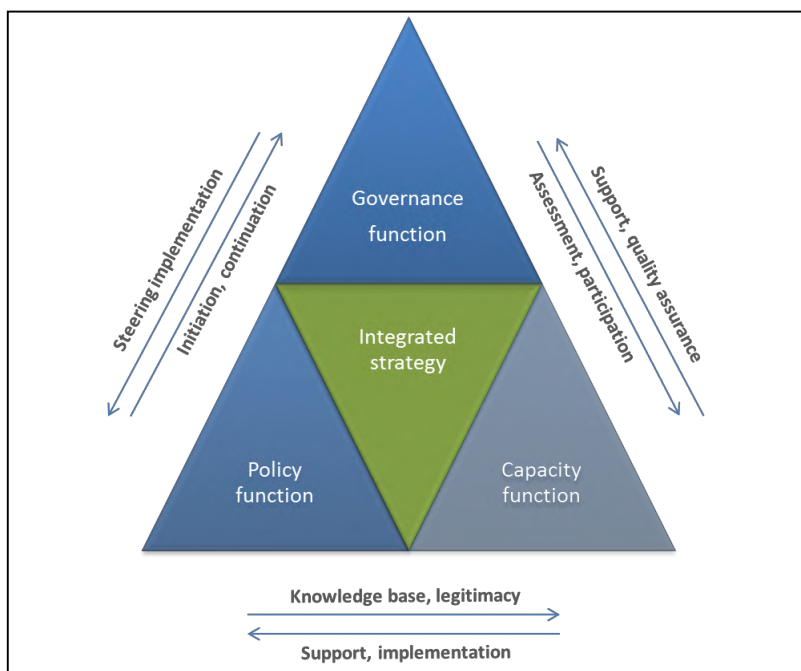 Governance
function
Integrated
strategy
Policy
function
Capacity
function
Steering implementation
Initiation, continuation
Support, quality assurance
Assessment, participation
Knowledge base, legitimacy
Support, implementation